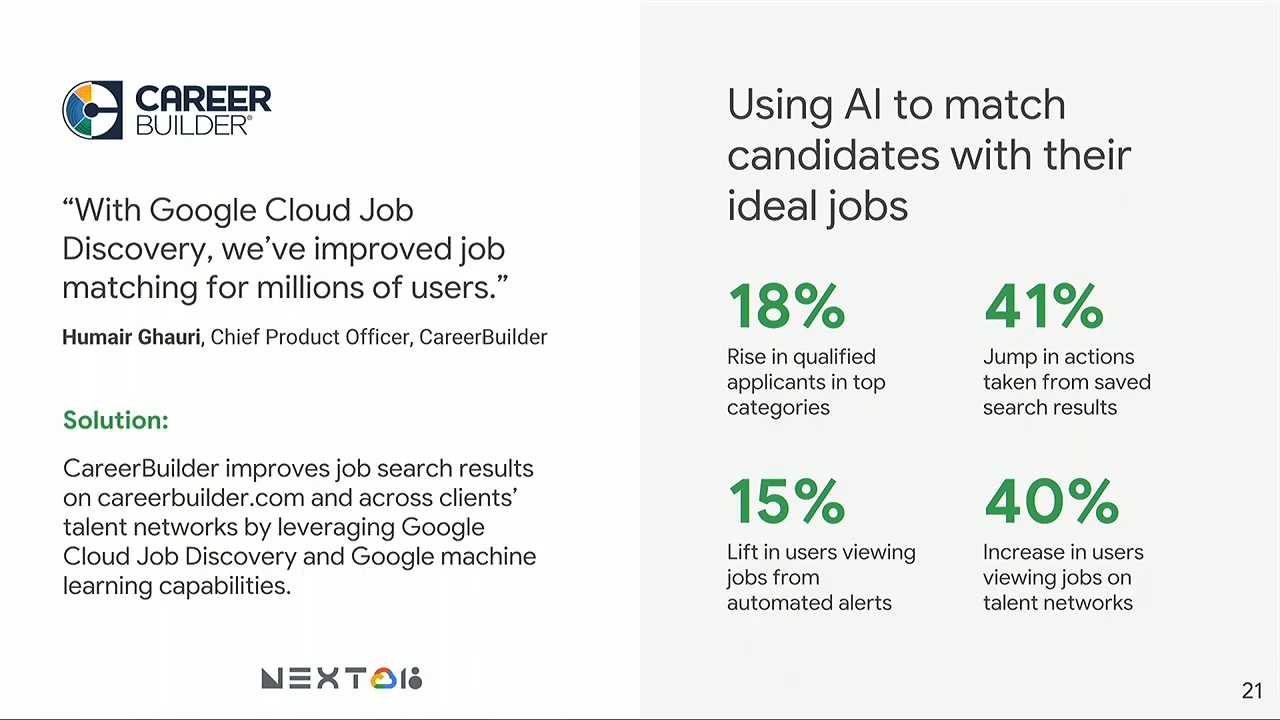 CAREER
BUILDER®
“With Google Cloud Job
Discovery, we’ve improved job
matching for millions of users.”
Humair Ghauri, Chief Product Officer, CareerBuilder
Solution:
CareerBuilder improves job search results
on careerbuilder.com and across clients’
talent networks by leveraging Google
Cloud Job Discovery and Google machine
learning capabilities.
NEXT 18
Using AI to match
candidates with their
ideal jobs
18%
Rise in qualified
applicants in top
categories
41%
Jump in actions
taken from saved
search results
15%
Lift in users viewing
jobs from
automated alerts
40%
Increase in users
viewing jobs on
talent networks
21